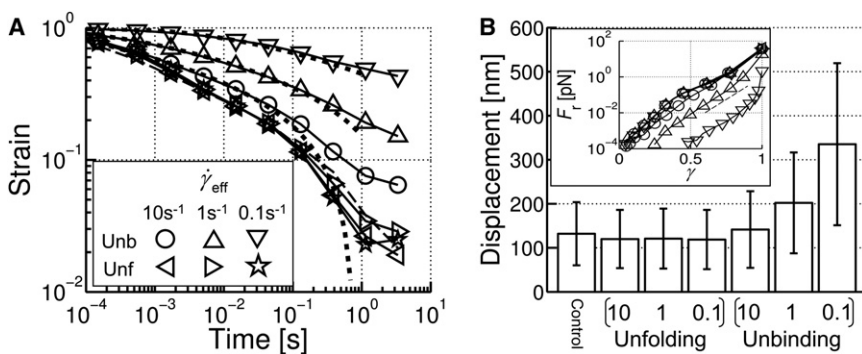 A
10^0
10^-1
10^-2
Strain
10^-4 10^-3 10^-2 10^-1 10^0 10^1
Time [s]
γ̇eff
10s^-1 1s^-1 0.1s^-1
Unb
Unf
B
600
500
400
300
200
100
0
Displacement [nm]
10^2
10^0
10^-2
10^-4
Fr [pN]
0 0.5 1
γ
Control
(10 1 0.1) (10 1 0.1)
Unfolding Unbinding